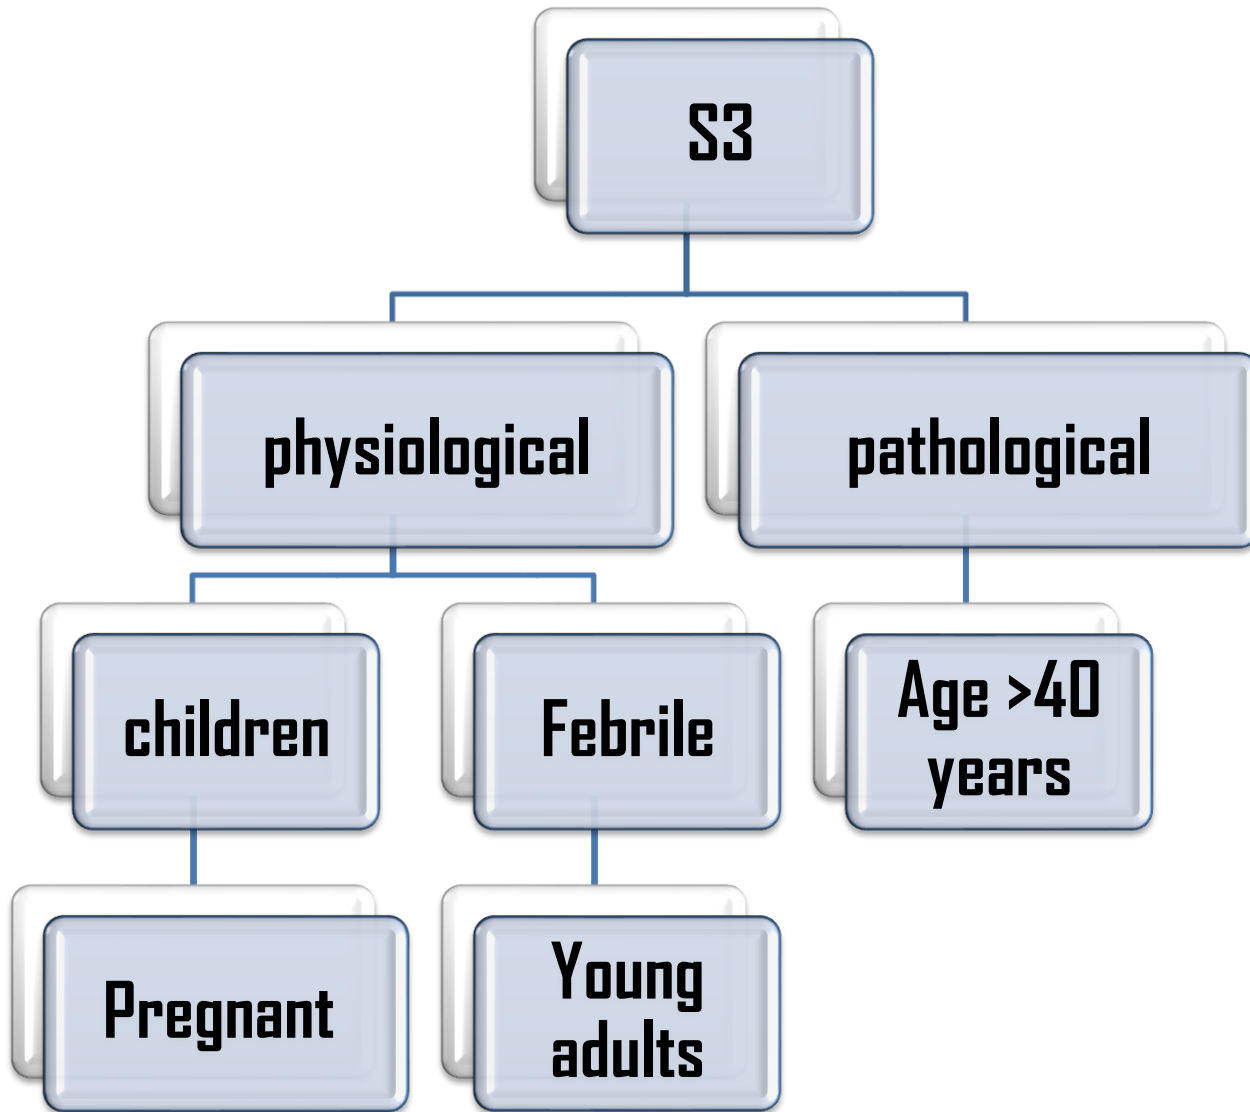 S3
physiological
pathological
children
Febrile
Age >40
years
Pregnant
Young
adults